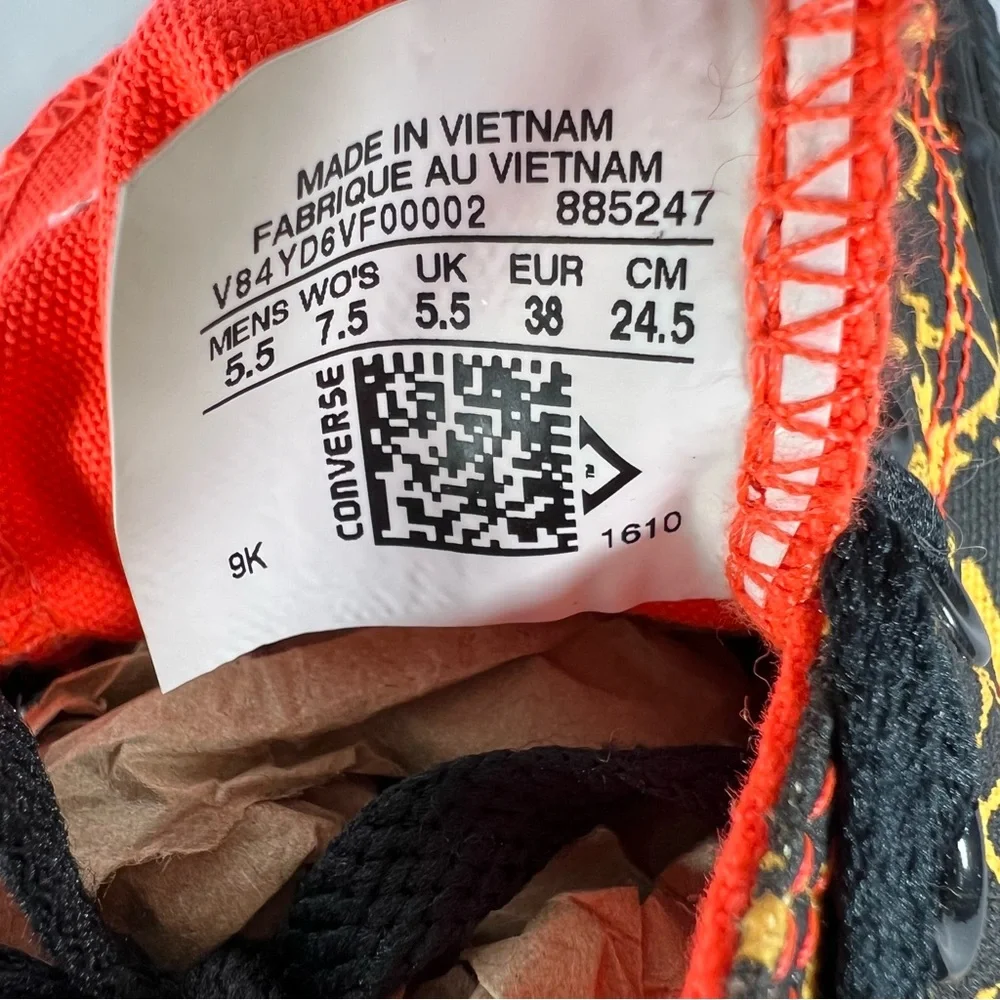 MADE IN VIETNAM
FABRIQUE AU VIETNAM
V84YD6VF00002 885247
MENS WO'S UK EUR CM
5.5 7.5 5.5 38 24.5
CONVERSE
9K 1610